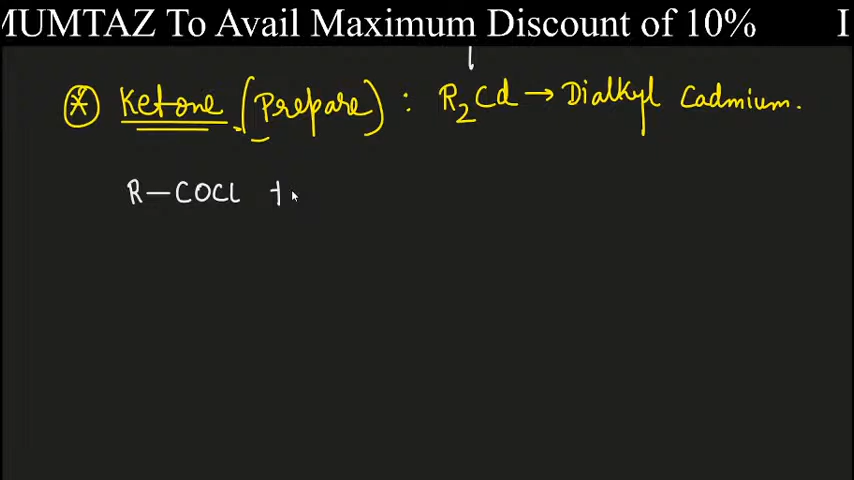 MUMTAZ To Avail Maximum Discount of 10% I
* Ketone (Prepare) : R₂Cd → Dialkyl Cadmium.
R—COCl +